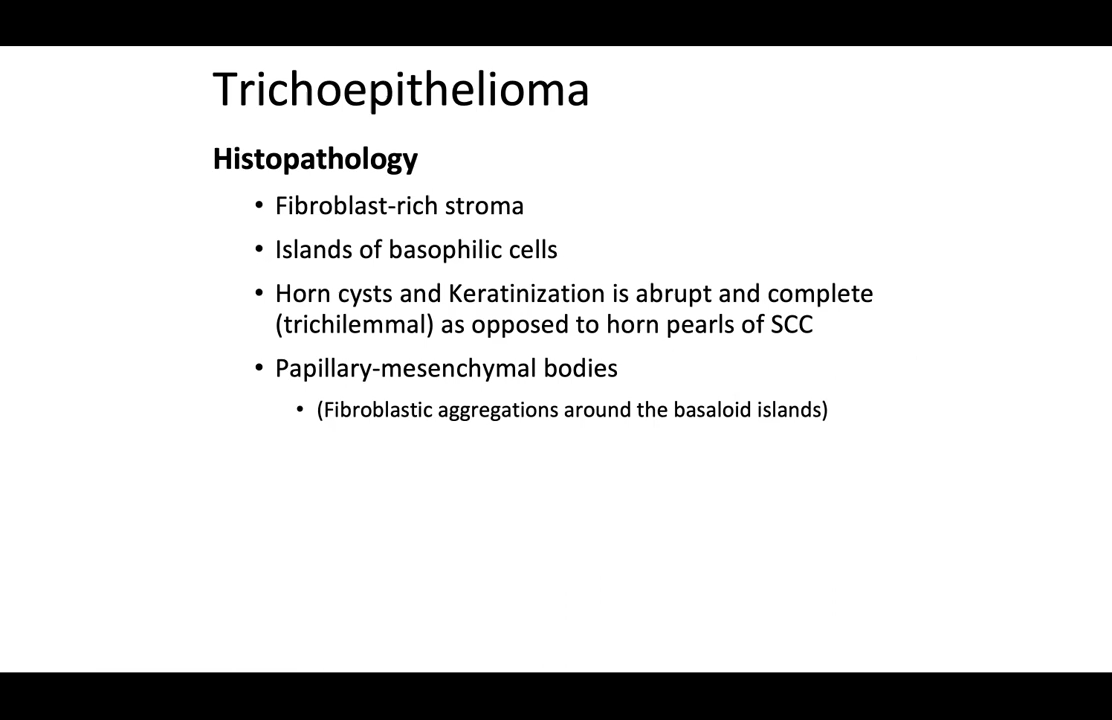 Trichoepithelioma
Histopathology
• Fibroblast-rich stroma
• Islands of basophilic cells
• Horn cysts and Keratinization is abrupt and complete
(trichilemmal) as opposed to horn pearls of SCC
• Papillary-mesenchymal bodies
• (Fibroblastic aggregations around the basaloid islands)